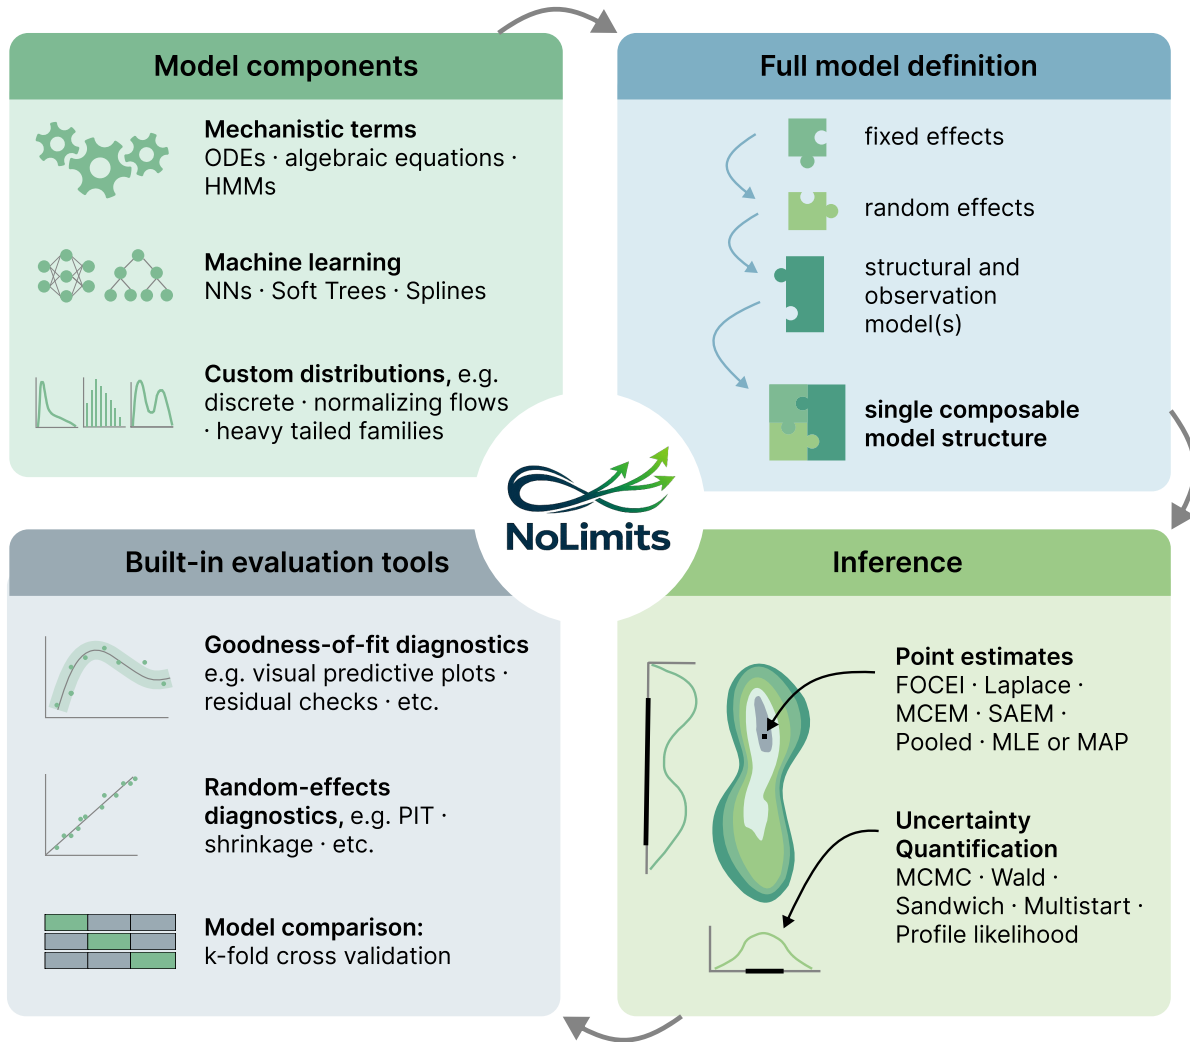 Model components
Mechanistic terms
ODEs · algebraic equations ·
HMMs
Machine learning
NNs · Soft Trees · Splines
Custom distributions, e.g.
discrete · normalizing flows
· heavy tailed families
Full model definition
fixed effects
random effects
structural and
observation
model(s)
single composable
model structure
NoLimits
Built-in evaluation tools
Goodness-of-fit diagnostics
e.g. visual predictive plots ·
residual checks · etc.
Random-effects
diagnostics, e.g. PIT ·
shrinkage · etc.
Model comparison:
k-fold cross validation
Inference
Point estimates
FOCEI · Laplace ·
MCEM · SAEM ·
Pooled · MLE or MAP
Uncertainty
Quantification
MCMC · Wald ·
Sandwich · Multistart ·
Profile likelihood